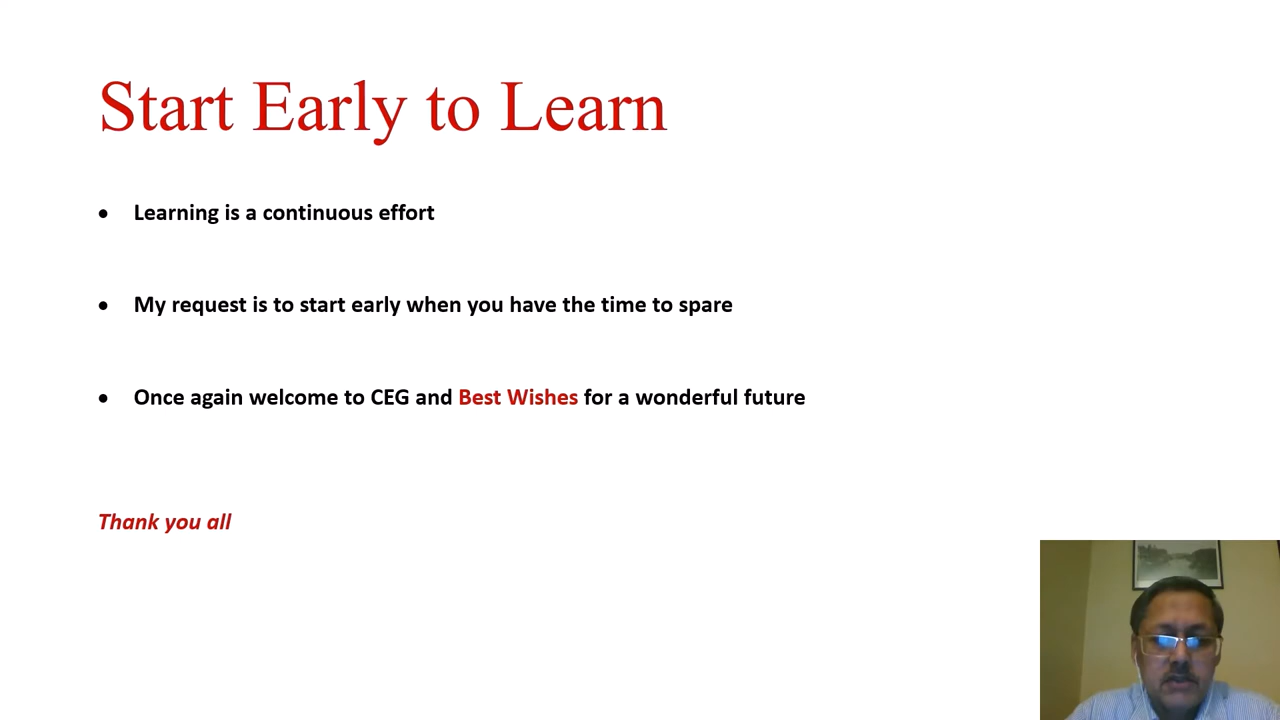 Start Early to Learn
• Learning is a continuous effort
• My request is to start early when you have the time to spare
• Once again welcome to CEG and Best Wishes for a wonderful future
Thank you all